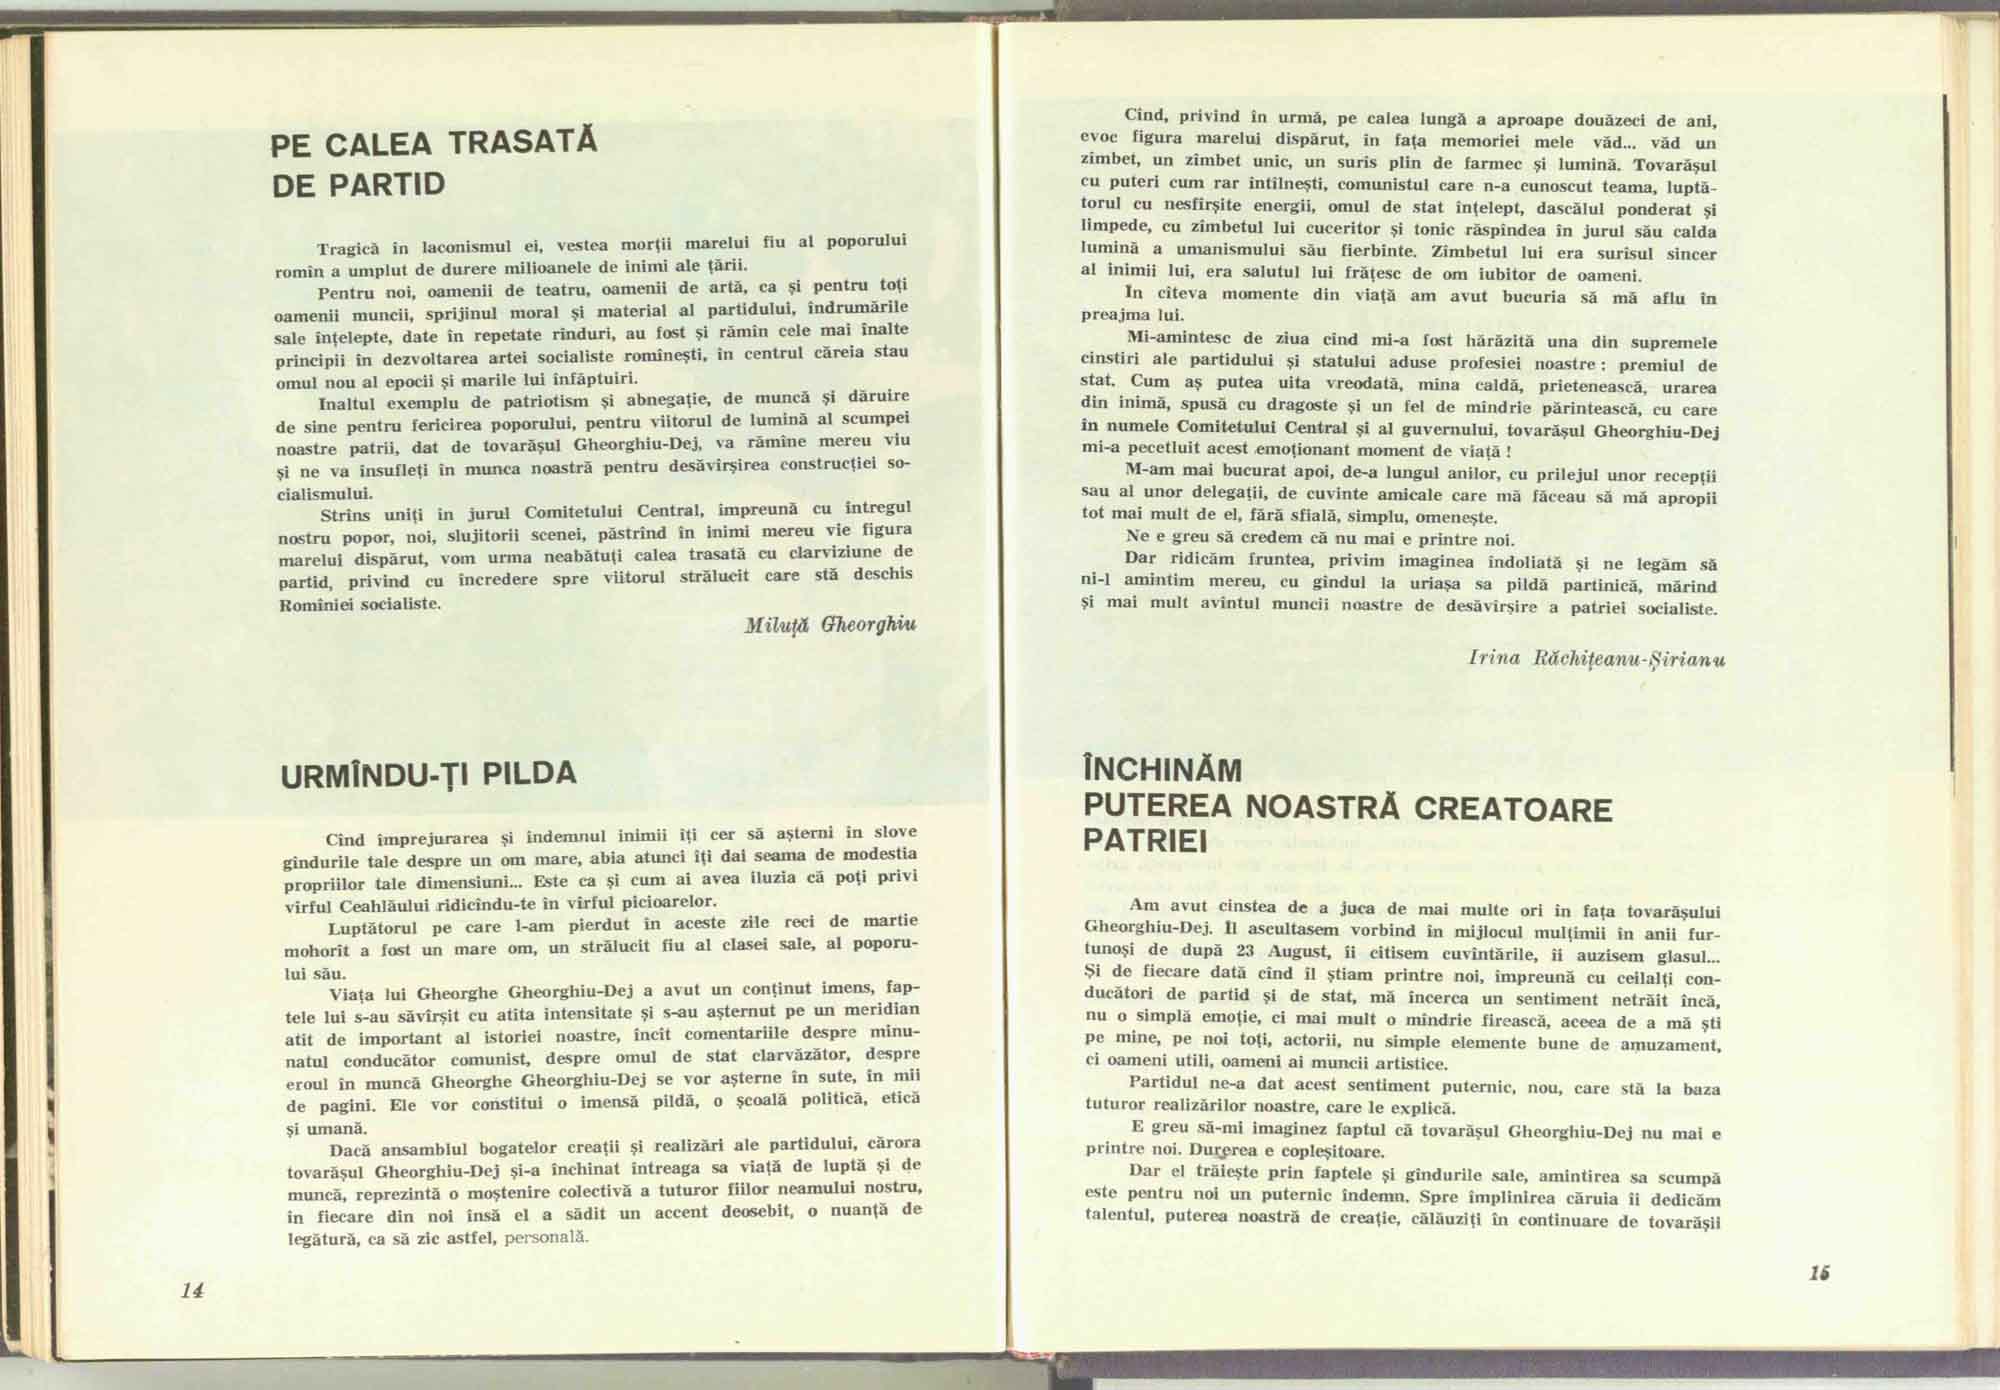 PE CALEA TRASATĂ
DE PARTID
Tragică în laconismul ei, vestea morții marelui fiu al poporului
romîn a umplut de durere milioanele de inimi ale țării.
Pentru noi, oamenii de teatru, oamenii de artă, ca și pentru toți
oamenii muncii, sprijinul moral și material al partidului, îndrumările
sale înțelepte, date în repetate rînduri, au fost și rămîn cele mai înalte
principii în dezvoltarea artei socialiste romînești, în centrul căreia stau
omul nou al epocii și marile lui înfăptuiri.
Inaltul exemplu de patriotism și abnegație, de muncă și dăruire
de sine pentru fericirea poporului, pentru viitorul de lumină al scumpei
noastre patrii, dat de tovarășul Gheorghiu-Dej, va rămîne mereu viu
și ne va însufleți în munca noastră pentru desăvîrșirea construcției so-
cialismului.
Strîns uniți în jurul Comitetului Central, împreună cu întregul
nostru popor, noi, slujitorii scenei, păstrînd în inimi mereu vie figura
marelui dispărut, vom urma neabătuți calea trasată cu clarviziune de
partid, privind cu încredere spre viitorul strălucit care stă deschis
Romîniei socialiste.
Miluță Gheorghiu
URMÎNDU-ȚI PILDA
Cînd împrejurarea și îndemnul inimii îți cer să așterni în slove
gîndurile tale despre un om mare, abia atunci îți dai seama de modestia
propriilor tale dimensiuni... Este ca și cum ai avea iluzia că poți privi
vîrful Ceahlăului ridicîndu-te în vîrful picioarelor.
Luptătorul pe care l-am pierdut în aceste zile reci de martie
mohorît a fost un mare om, un strălucit fiu al clasei sale, al poporu-
lui său.
Viața lui Gheorghe Gheorghiu-Dej a avut un conținut imens, fap-
tele lui s-au săvîrșit cu atîta intensitate și s-au așternut pe un meridian
atît de important al istoriei noastre, încît comentariile despre minu-
natul conducător comunist, despre omul de stat clarvăzător, despre
eroul în muncă Gheorghe Gheorghiu-Dej se vor așterne în sute, în mii
de pagini. Ele vor constitui o imensă pildă, o școală politică, etică
și umană.
Dacă ansamblul bogatelor creații și realizări ale partidului, cărora
tovarășul Gheorghiu-Dej și-a închinat întreaga sa viață de luptă și de
muncă, reprezintă o moștenire colectivă a tuturor fiilor neamului nostru,
în fiecare din noi însă el a sădit un accent deosebit, o nuanță de
legătură, ca să zic astfel, personală.
14
Cînd, privind în urmă, pe calea lungă a aproape douăzeci de ani,
evoc figura marelui dispărut, în fața memoriei mele văd... văd un
zîmbet, un zîmbet unic, un surîs plin de farmec și lumină. Tovarășul
cu puteri cum rar întîlnești, comunistul care n-a cunoscut teama, luptă-
torul cu nesfîrșite energii, omul de stat înțelept, dascălul ponderat și
limpede, cu zîmbetul lui cuceritor și tonic răspîndea în jurul său calda
lumină a umanismului său fierbinte. Zîmbetul lui era surîsul sincer
al inimii lui, era salutul lui frățesc de om iubitor de oameni.
In cîteva momente din viață am avut bucuria să mă aflu în
preajma lui.
Mi-amintesc de ziua cînd mi-a fost hărăzită una din supremele
cinstiri ale partidului și statului aduse profesiei noastre : premiul de
stat. Cum aș putea uita vreodată, mîna caldă, prietenească, urarea
din inimă, spusă cu dragoste și un fel de mîndrie părintească, cu care
în numele Comitetului Central și al guvernului, tovarășul Gheorghiu-Dej
mi-a pecetluit acest emoționant moment de viață !
M-am mai bucurat apoi, de-a lungul anilor, cu prilejul unor recepții
sau al unor delegații, de cuvinte amicale care mă făceau să mă apropii
tot mai mult de el, fără sfială, simplu, omenește.
Ne e greu să credem că nu mai e printre noi.
Dar ridicăm fruntea, privim imaginea îndoliată și ne legăm să
ni-l amintim mereu, cu gîndul la uriașa sa pildă partinică, mărind
și mai mult avîntul muncii noastre de desăvîrșire a patriei socialiste.
Irina Răchițeanu-Șirianu
ÎNCHINĂM
PUTEREA NOASTRĂ CREATOARE
PATRIEI
Am avut cinstea de a juca de mai multe ori în fața tovarășului
Gheorghiu-Dej. Îl ascultasem vorbind în mijlocul mulțimii în anii fur-
tunoși de după 23 August, îi citisem cuvîntările, îi auzisem glasul...
Și de fiecare dată cînd îl știam printre noi, împreună cu ceilalți con-
ducători de partid și de stat, mă încerca un sentiment netrăit încă,
nu o simplă emoție, ci mai mult o mîndrie firească, aceea de a mă ști
pe mine, pe noi toți, actorii, nu simple elemente bune de amuzament,
ci oameni utili, oameni ai muncii artistice.
Partidul ne-a dat acest sentiment puternic, nou, care stă la baza
tuturor realizărilor noastre, care le explică.
E greu să-mi imaginez faptul că tovarășul Gheorghiu-Dej nu mai e
printre noi. Durerea e copleșitoare.
Dar el trăiește prin faptele și gîndurile sale, amintirea sa scumpă
este pentru noi un puternic îndemn. Spre împlinirea căruia îi dedicăm
talentul, puterea noastră de creație, călăuziți în continuare de tovarășii
15